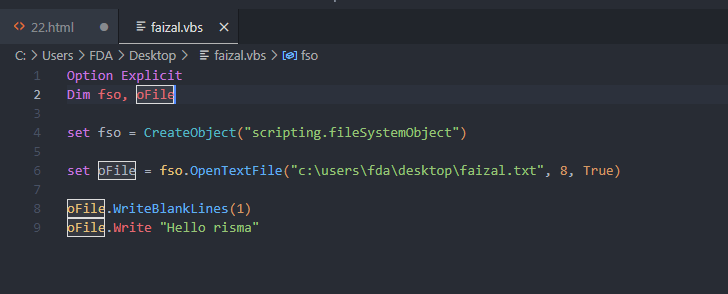 22.html
faizal.vbs
C: > Users > FDA > Desktop > faizal.vbs > fso
1 Option Explicit
2 Dim fso, oFile
3
4 set fso = CreateObject("scripting.fileSystemObject")
5
6 set oFile = fso.OpenTextFile("c:\users\fda\desktop\faizal.txt", 8, True)
7
8 oFile.WriteBlankLines(1)
9 oFile.Write "Hello risma"